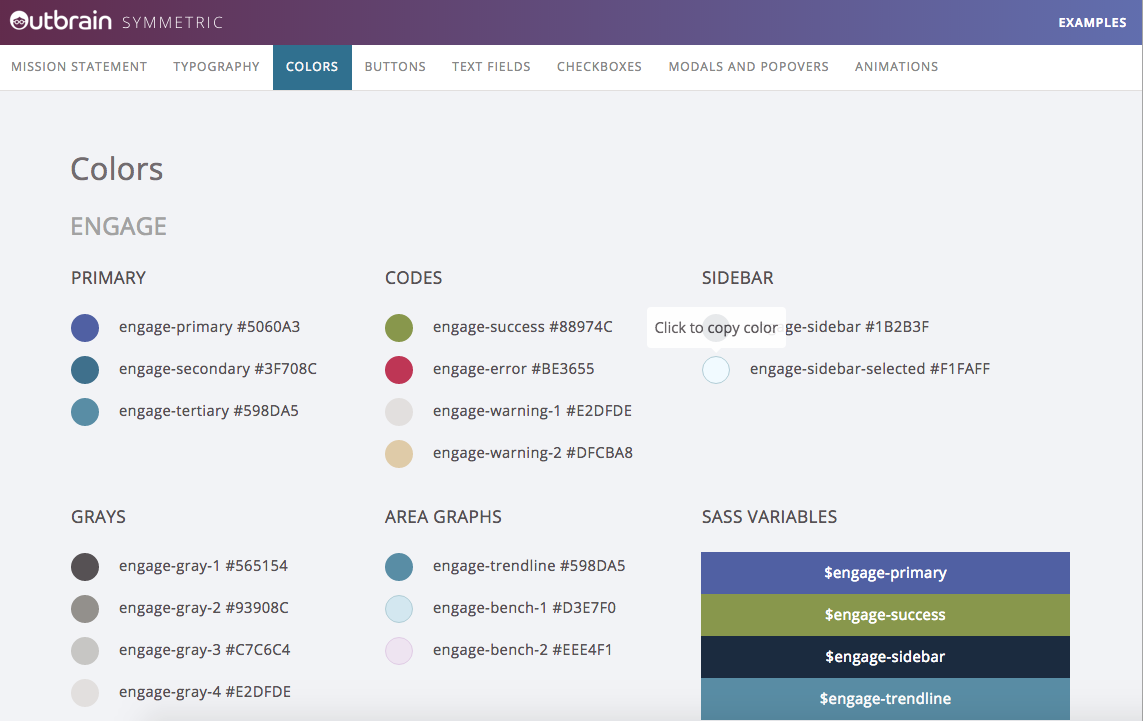 Outbrain SYMMETRIC
EXAMPLES
MISSION STATEMENT TYPOGRAPHY COLORS BUTTONS TEXT FIELDS CHECKBOXES MODALS AND POPOVERS ANIMATIONS
Colors
ENGAGE
PRIMARY
engage-primary #5060A3
engage-secondary #3F708C
engage-tertiary #598DA5
CODES
engage-success #88974C
engage-error #BE3655
engage-warning-1 #E2DFDE
engage-warning-2 #DFCBA8
SIDEBAR
Click to copy color
ge-sidebar #1B2B3F
engage-sidebar-selected #F1FAFF
GRAYS
engage-gray-1 #565154
engage-gray-2 #93908C
engage-gray-3 #C7C6C4
engage-gray-4 #E2DFDE
AREA GRAPHS
engage-trendline #598DA5
engage-bench-1 #D3E7F0
engage-bench-2 #EEE4F1
SASS VARIABLES
$engage-primary
$engage-success
$engage-sidebar
$engage-trendline